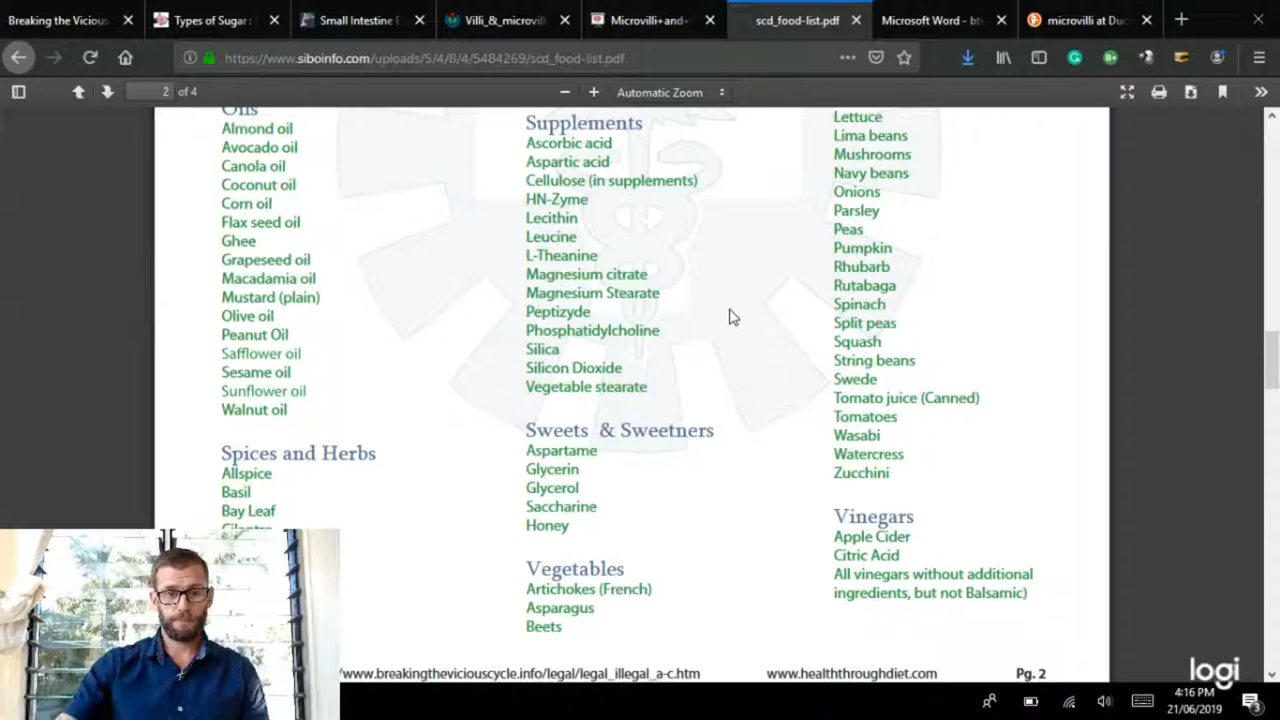 Breaking the Vicious
Types of Sugar
Small Intestine
Villi_&_microvil
Microvilli+and+
scd_food-list.pdf
Microsoft Word - bt
microvilli at Du
https://www.siboinfo.com/uploads/5/4/8/4/5484269/scd_food-list.pdf
2 of 4
Automatic Zoom
Oils
Almond oil
Avocado oil
Canola oil
Coconut oil
Corn oil
Flax seed oil
Ghee
Grapeseed oil
Macadamia oil
Mustard (plain)
Olive oil
Peanut Oil
Safflower oil
Sesame oil
Sunflower oil
Walnut oil
Spices and Herbs
Allspice
Basil
Bay Leaf
Cilantro
Supplements
Ascorbic acid
Aspartic acid
Cellulose (in supplements)
HN-Zyme
Lecithin
Leucine
L-Theanine
Magnesium citrate
Magnesium Stearate
Peptizyde
Phosphatidylcholine
Silica
Silicon Dioxide
Vegetable stearate
Sweets & Sweetners
Aspartame
Glycerin
Glycerol
Saccharine
Honey
Vegetables
Artichokes (French)
Asparagus
Beets
Lettuce
Lima beans
Mushrooms
Navy beans
Onions
Parsley
Peas
Pumpkin
Rhubarb
Rutabaga
Spinach
Split peas
Squash
String beans
Swede
Tomato juice (Canned)
Tomatoes
Wasabi
Watercress
Zucchini
Vinegars
Apple Cider
Citric Acid
All vinegars without additional
ingredients, but not Balsamic)
/www.breakingtheviciouscycle.info/legal/legal_illegal_a-c.htm
www.healththroughdiet.com
Pg. 2
logi
4:16 PM
21/06/2019
3